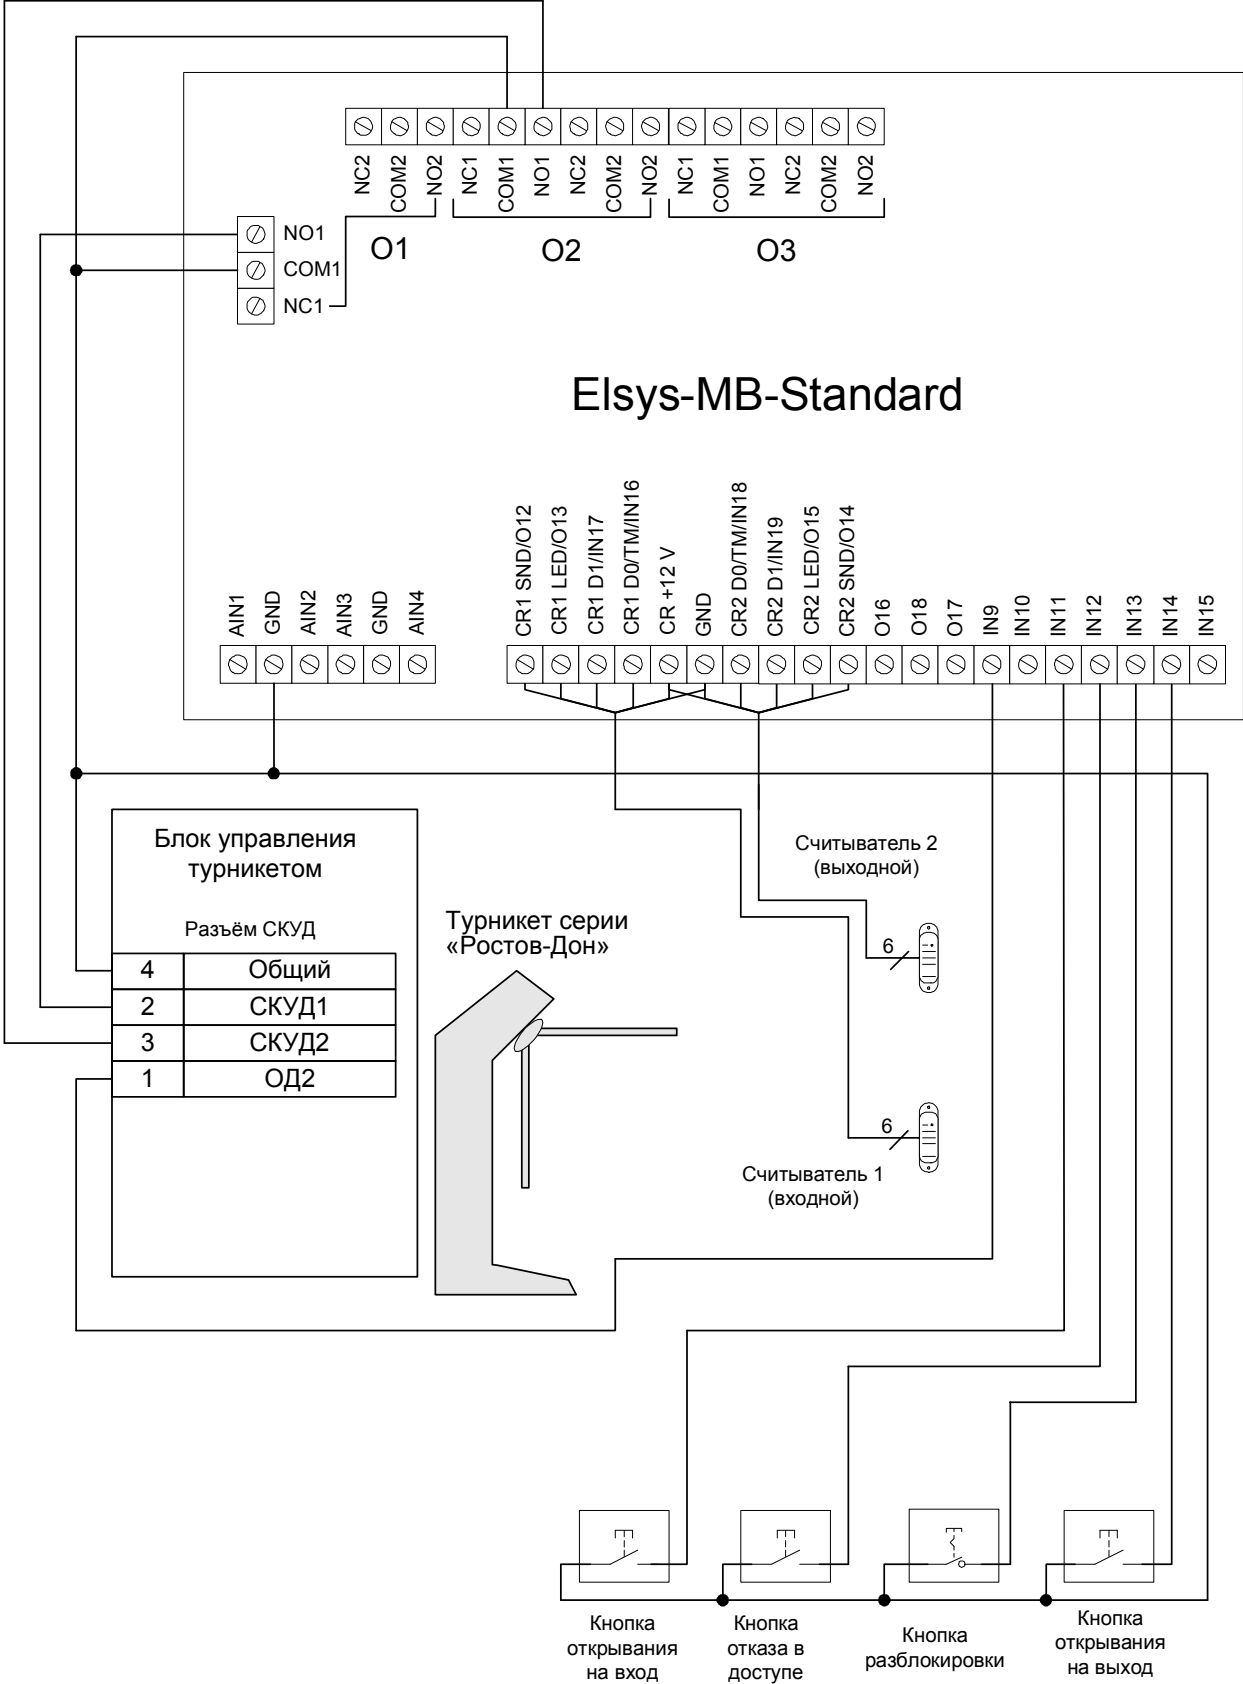 NC2
COM2
NO2
NC1
COM1
NO1
NC2
COM2
NO2
NC1
COM1
NO1
NC2
COM2
NO2
NO1
COM1
NC1
O1
O2
O3
Elsys-MB-Standard
AIN1
GND
AIN2
AIN3
GND
AIN4
CR1 SND/O12
CR1 LED/O13
CR1 D1/IN17
CR1 D0/TM/IN16
CR +12 V
GND
CR2 D0/TM/IN18
CR2 D1/IN19
CR2 LED/O15
CR2 SND/O14
O16
O18
O17
IN9
IN10
IN11
IN12
IN13
IN14
IN15
Блок управления
турникетом
Разъём СКУД
4 Общий
2 СКУД1
3 СКУД2
1 ОД2
Турникет серии
«Ростов-Дон»
Считыватель 2
(выходной)
6
6
Считыватель 1
(входной)
Кнопка
открывания
на вход
Кнопка
отказа в
доступе
Кнопка
разблокировки
Кнопка
открывания
на выход